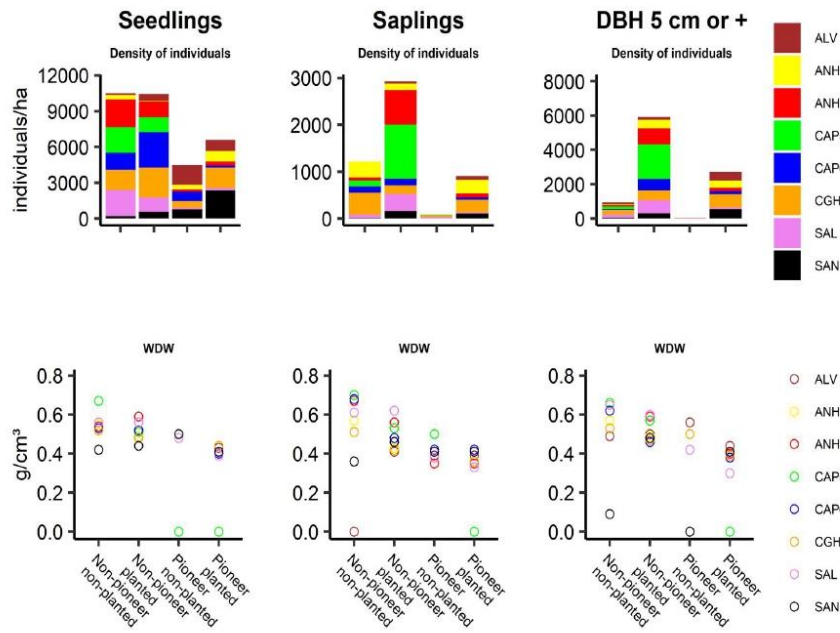 Seedlings
Saplings
DBH 5 cm or +
Density of individuals
Density of individuals
Density of individuals
individuals/ha
12000
9000
6000
3000
0
3000
2000
1000
0
8000
6000
4000
2000
0
ALV
ANH
ANH
CAP
CAP
CGH
SAL
SAN
WDW
WDW
WDW
g/cm³
0.8
0.6
0.4
0.2
0.0
0.8
0.6
0.4
0.2
0.0
0.8
0.6
0.4
0.2
0.0
Non-pioneer
non-planted
Non-pioneer
planted
Pioneer
non-planted
Pioneer
planted
Non-pioneer
non-planted
Non-pioneer
planted
Pioneer
non-planted
Pioneer
planted
Non-pioneer
non-planted
Non-pioneer
planted
Pioneer
non-planted
Pioneer
planted
ALV
ANH
ANH
CAP
CAP
CGH
SAL
SAN